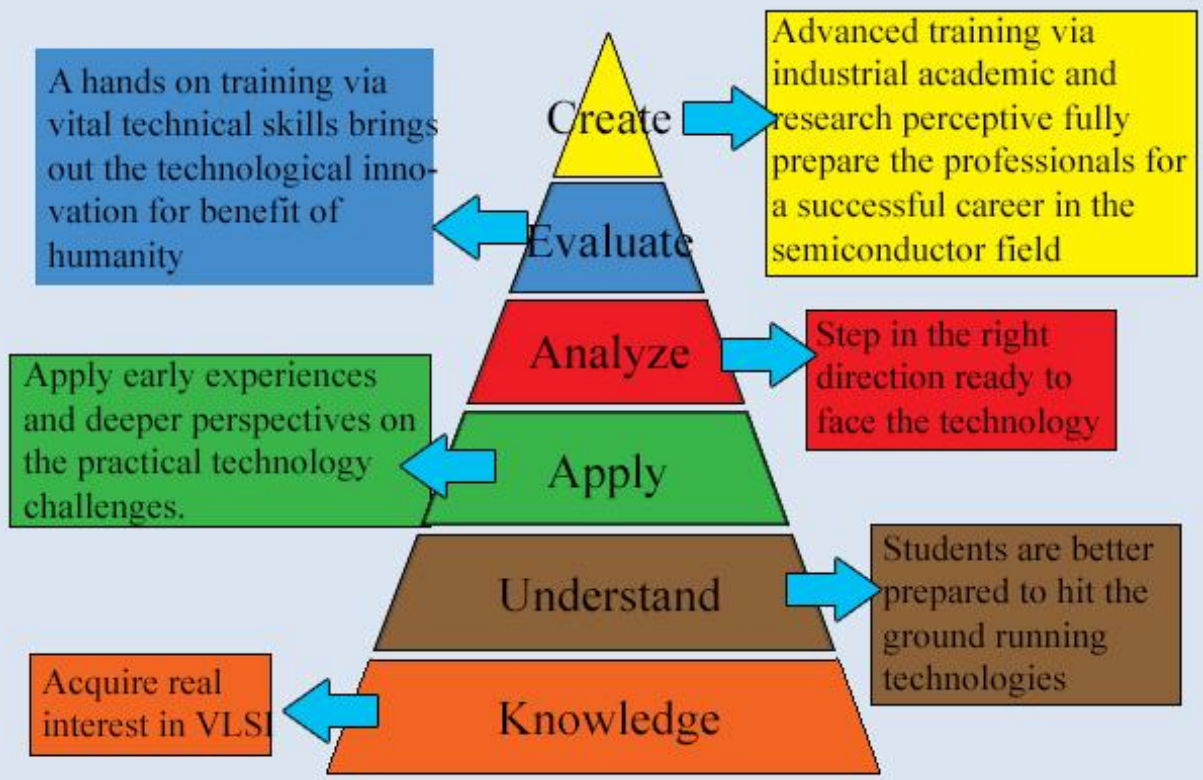 Create
Advanced training via
industrial academic and
research perceptive fully
prepare the professionals for
a successful career in the
semiconductor field
A hands on training via
vital technical skills brings
out the technological inno-
vation for benefit of
humanity
Evaluate
Analyze
Step in the right
direction ready to
face the technology
Apply early experiences
and deeper perspectives on
the practical technology
challenges.
Apply
Understand
Students are better
prepared to hit the
ground running
technologies
Acquire real
interest in VLSI
Knowledge